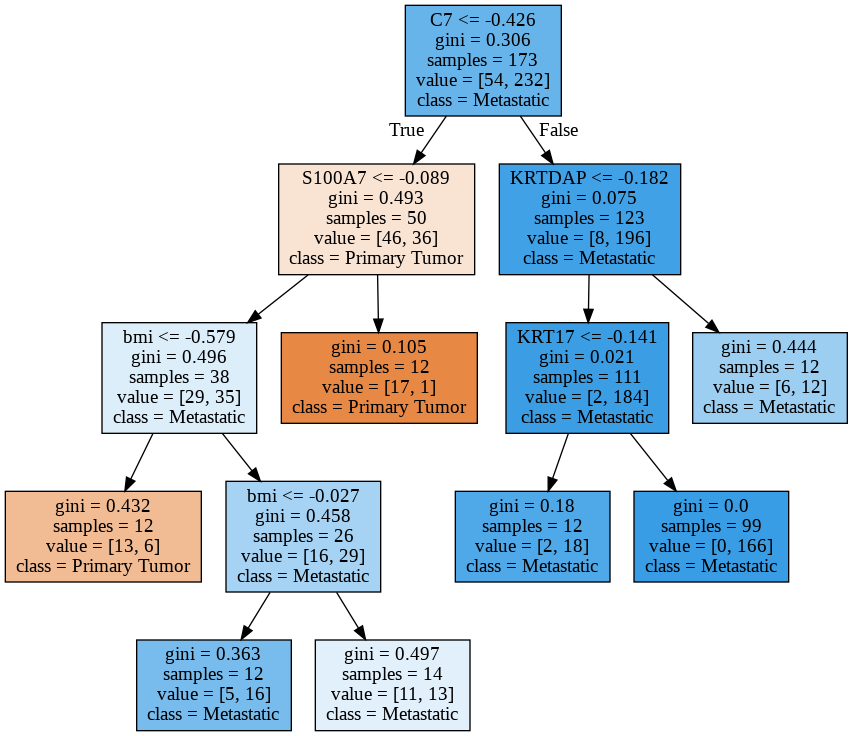 C7 <= -0.426
gini = 0.306
samples = 173
value = [54, 232]
class = Metastatic
True
False
S100A7 <= -0.089
gini = 0.493
samples = 50
value = [46, 36]
class = Primary Tumor
KRTDAP <= -0.182
gini = 0.075
samples = 123
value = [8, 196]
class = Metastatic
bmi <= -0.579
gini = 0.496
samples = 38
value = [29, 35]
class = Metastatic
gini = 0.105
samples = 12
value = [17, 1]
class = Primary Tumor
KRT17 <= -0.141
gini = 0.021
samples = 111
value = [2, 184]
class = Metastatic
gini = 0.444
samples = 12
value = [6, 12]
class = Metastatic
gini = 0.432
samples = 12
value = [13, 6]
class = Primary Tumor
bmi <= -0.027
gini = 0.458
samples = 26
value = [16, 29]
class = Metastatic
gini = 0.18
samples = 12
value = [2, 18]
class = Metastatic
gini = 0.0
samples = 99
value = [0, 166]
class = Metastatic
gini = 0.363
samples = 12
value = [5, 16]
class = Metastatic
gini = 0.497
samples = 14
value = [11, 13]
class = Metastatic